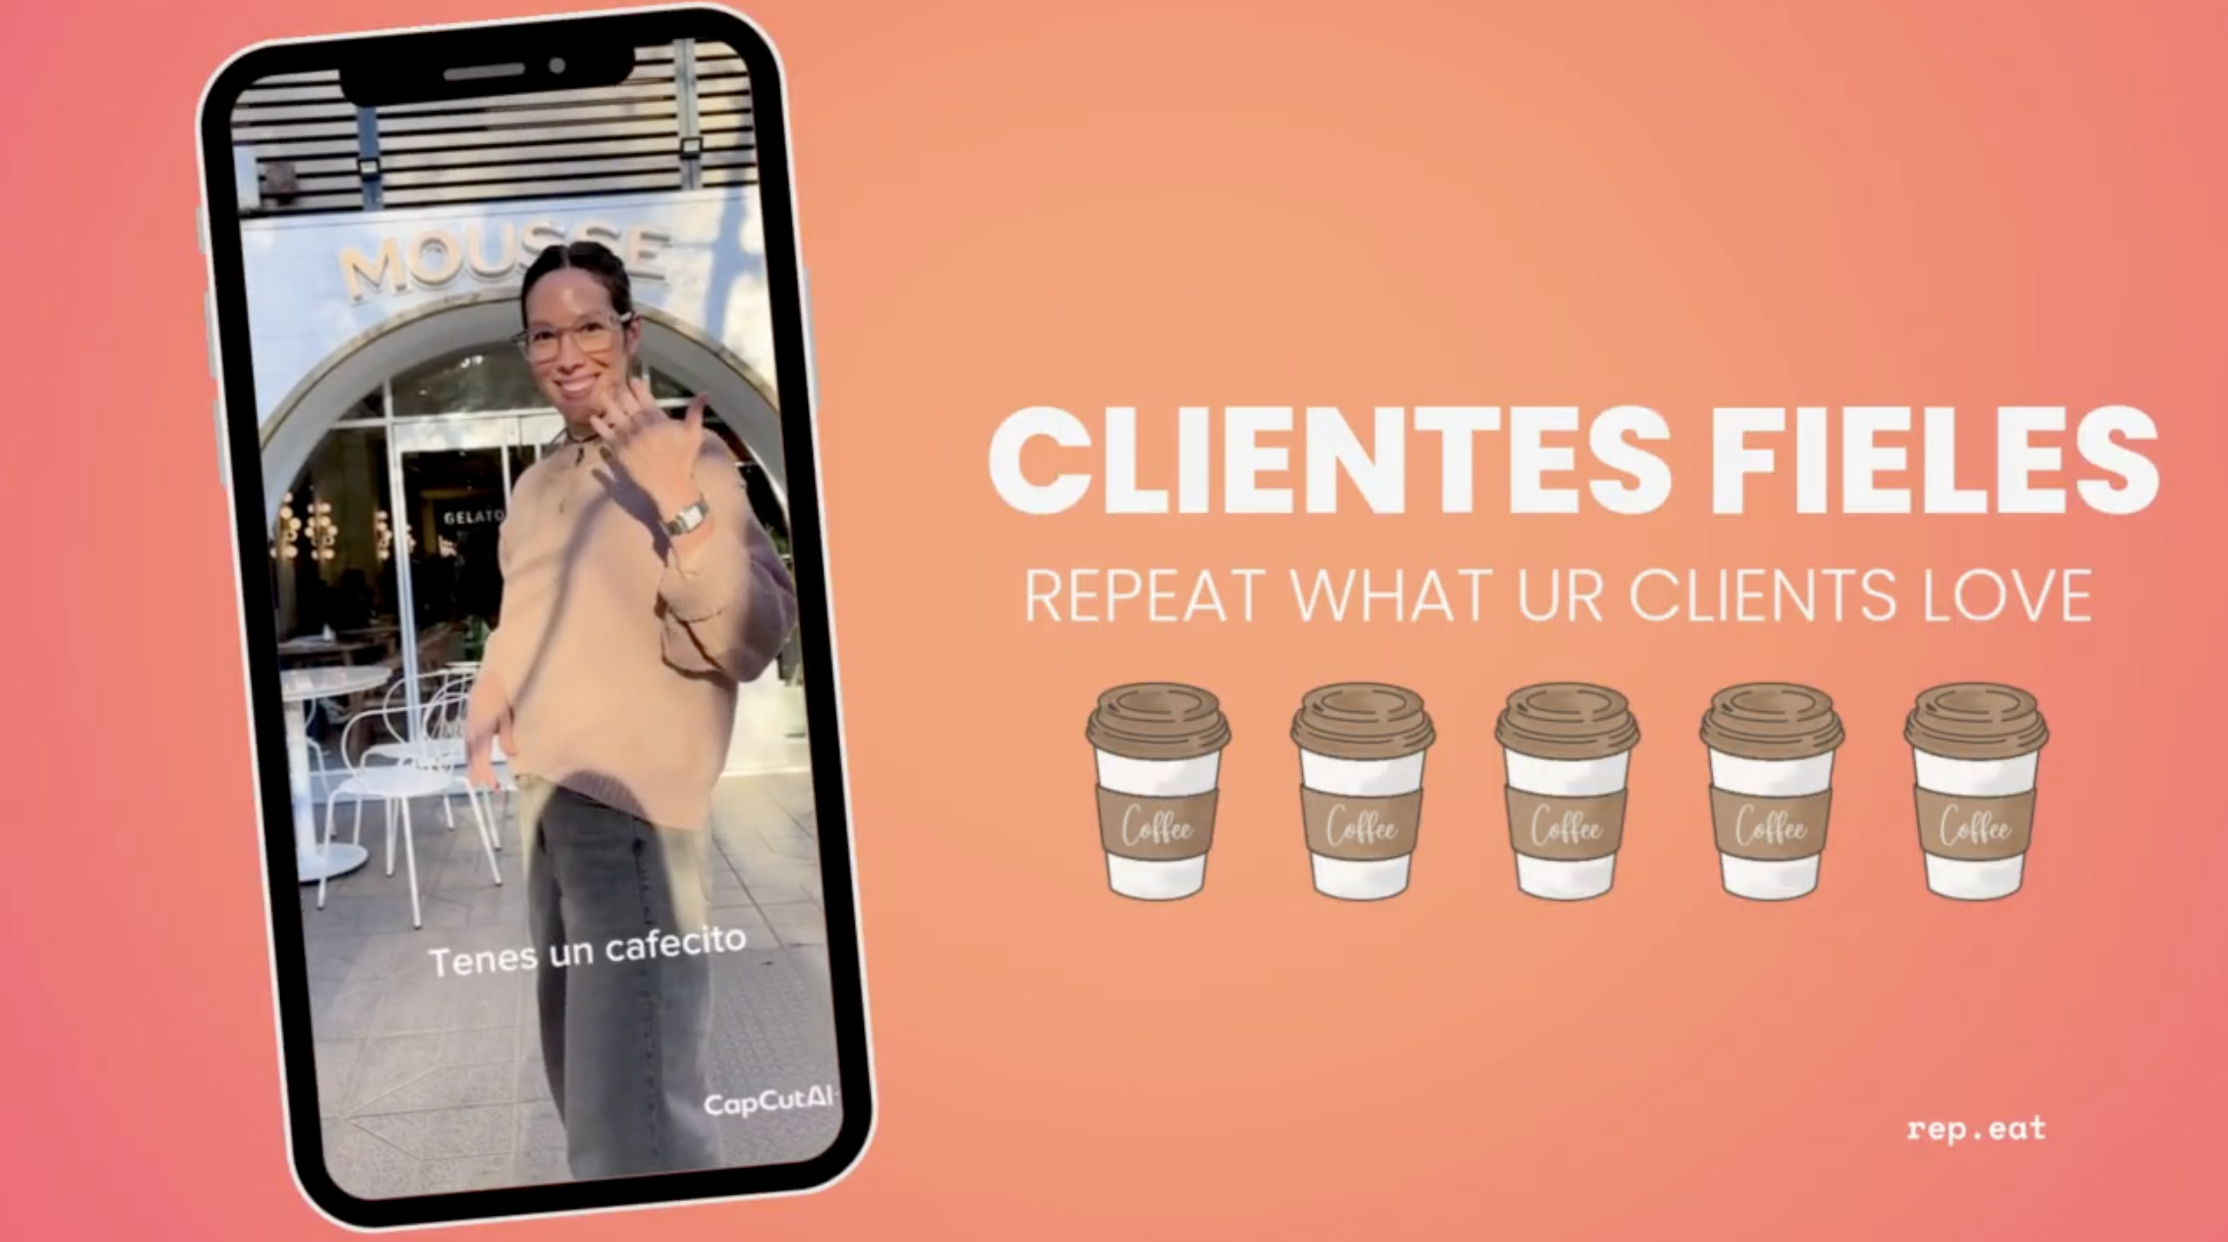 MOUSSE
GELATO
Tenes un cafecito
CapCutAI
CLIENTES FIELES
REPEAT WHAT UR CLIENTS LOVE
Coffee Coffee Coffee Coffee Coffee
rep.eat